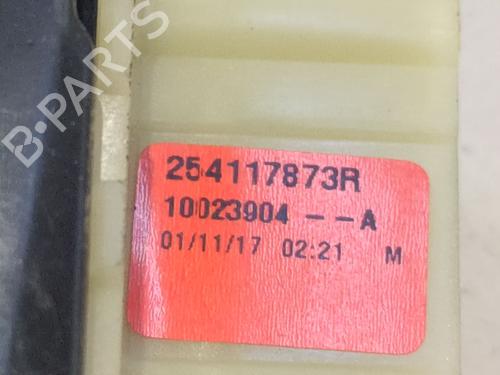 B-PARTS
254117873R
10023904 - - A
01/11/17 02:21 M